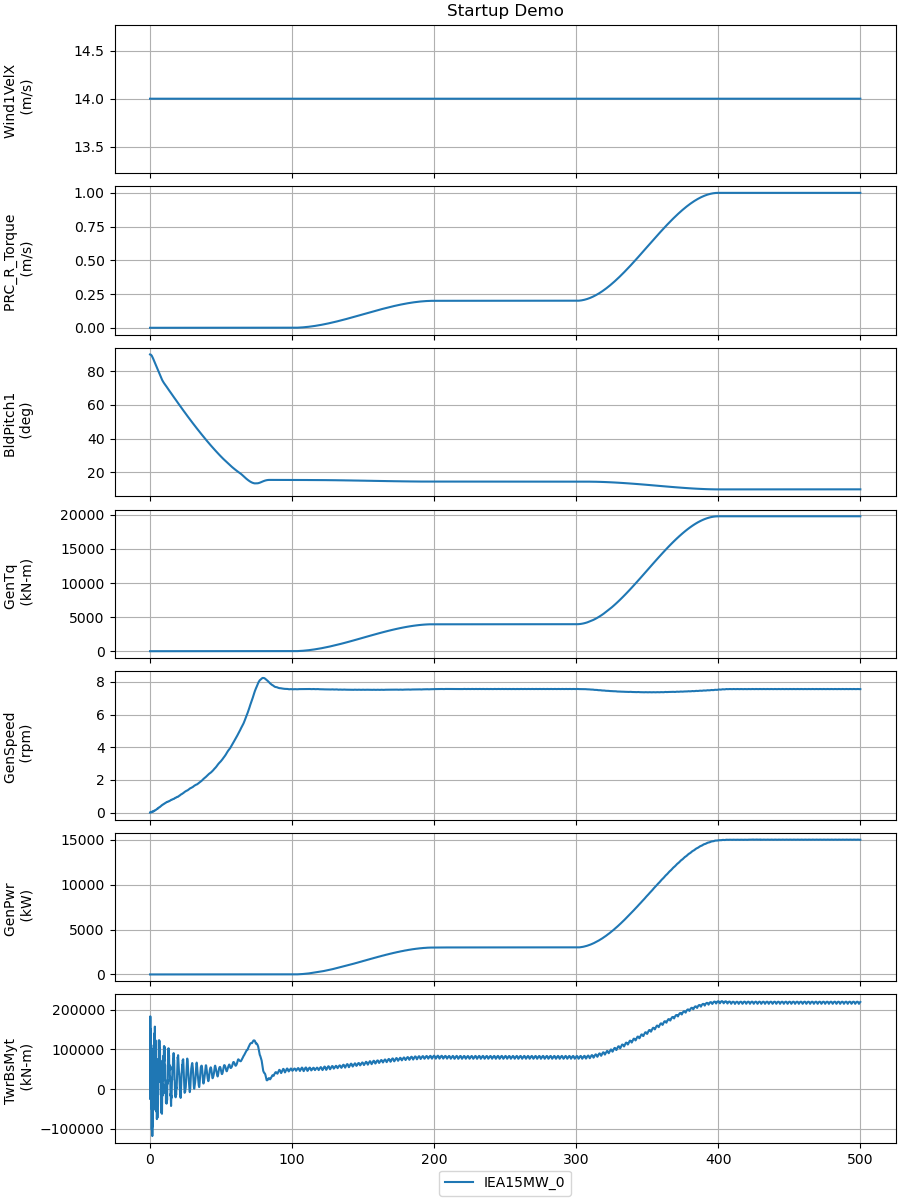 Startup Demo
Wind1VelX
(m/s)
14.5
14.0
13.5
PRC_R_Torque
(m/s)
1.00
0.75
0.50
0.25
0.00
BldPitch1
(deg)
80
60
40
20
GenTq
(kN-m)
20000
15000
10000
5000
0
GenSpeed
(rpm)
8
6
4
2
0
GenPwr
(kW)
15000
10000
5000
0
TwrBsMyt
(kN-m)
200000
100000
0
−100000
0 100 200 300 400 500
IEA15MW_0